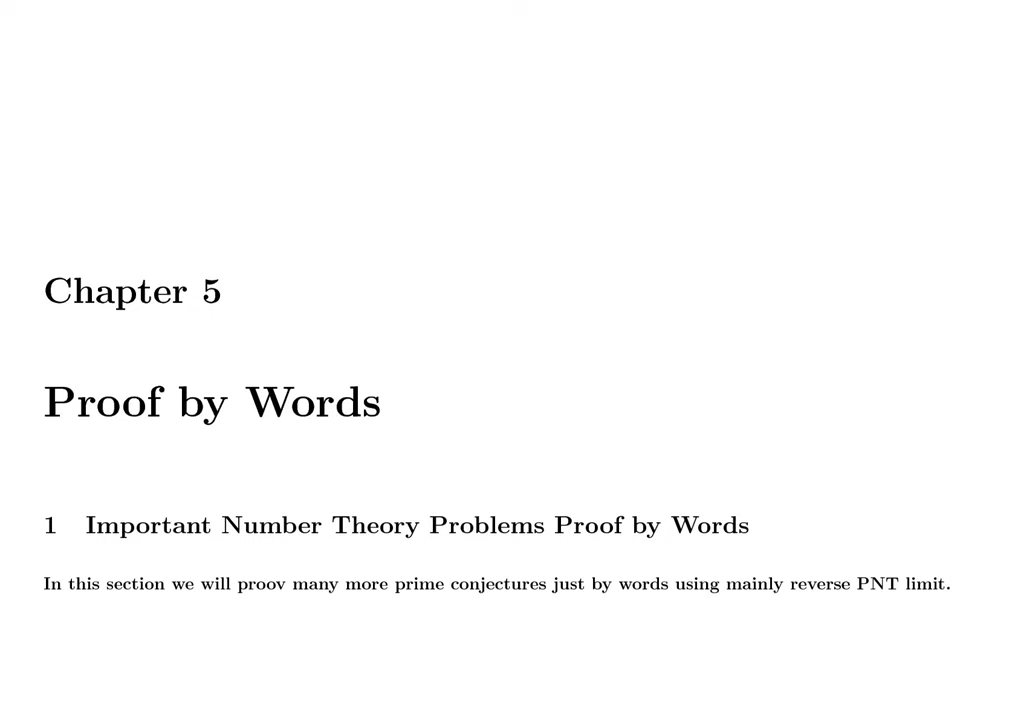 Chapter 5
Proof by Words
1 Important Number Theory Problems Proof by Words
In this section we will proov many more prime conjectures just by words using mainly reverse PNT limit.